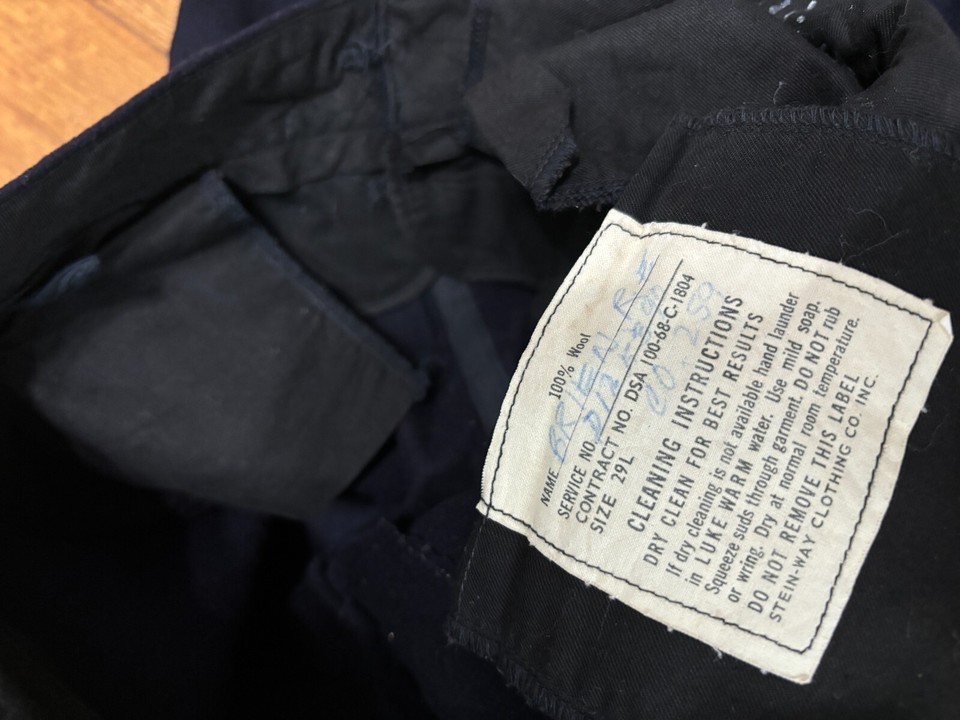 100% Wool
NAME
SERVICE NO.
CONTRACT NO. DSA 100-68-C-1804
SIZE 29L
CLEANING INSTRUCTIONS
DRY CLEAN FOR BEST RESULTS
If dry cleaning is not available hand launder
in LUKE WARM water. Use mild soap.
Squeeze suds through garment. DO NOT rub
or wring. Dry at normal room temperature.
DO NOT REMOVE THIS LABEL
STEIN-WAY CLOTHING CO. INC.